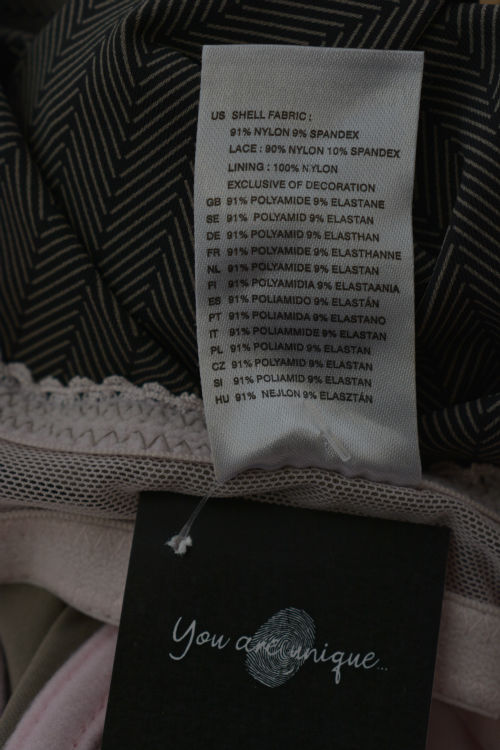 US SHELL FABRIC :
91% NYLON 9% SPANDEX
LACE : 90% NYLON 10% SPANDEX
LINING : 100% NYLON
EXCLUSIVE OF DECORATION
GB 91% POLYAMIDE 9% ELASTANE
SE 91% POLYAMID 9% ELASTAN
DE 91% POLYAMID 9% ELASTHAN
FR 91% POLYAMIDE 9% ELASTHANNE
NL 91% POLYAMIDE 9% ELASTAN
FI 91% POLYAMIDIA 9% ELASTAANIA
ES 91% POLIAMIDO 9% ELASTÁN
PT 91% POLIAMIDA 9% ELASTANO
IT 91% POLIAMMIDE 9% ELASTAN
PL 91% POLIAMID 9% ELASTAN
CZ 91% POLYAMID 9% ELASTAN
SI 91% POLIAMID 9% ELASTAN
HU 91% NEJLON 9% ELASZTÁN
You are unique...